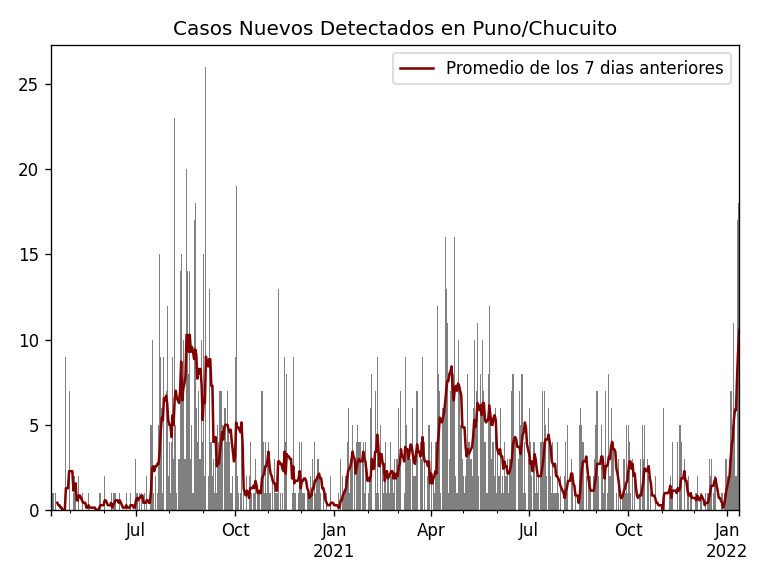 Casos Nuevos Detectados en Puno/Chucuito
Promedio de los 7 dias anteriores
25
20
15
10
5
0
Jul Oct Jan Apr Jul Oct Jan
2021 2022